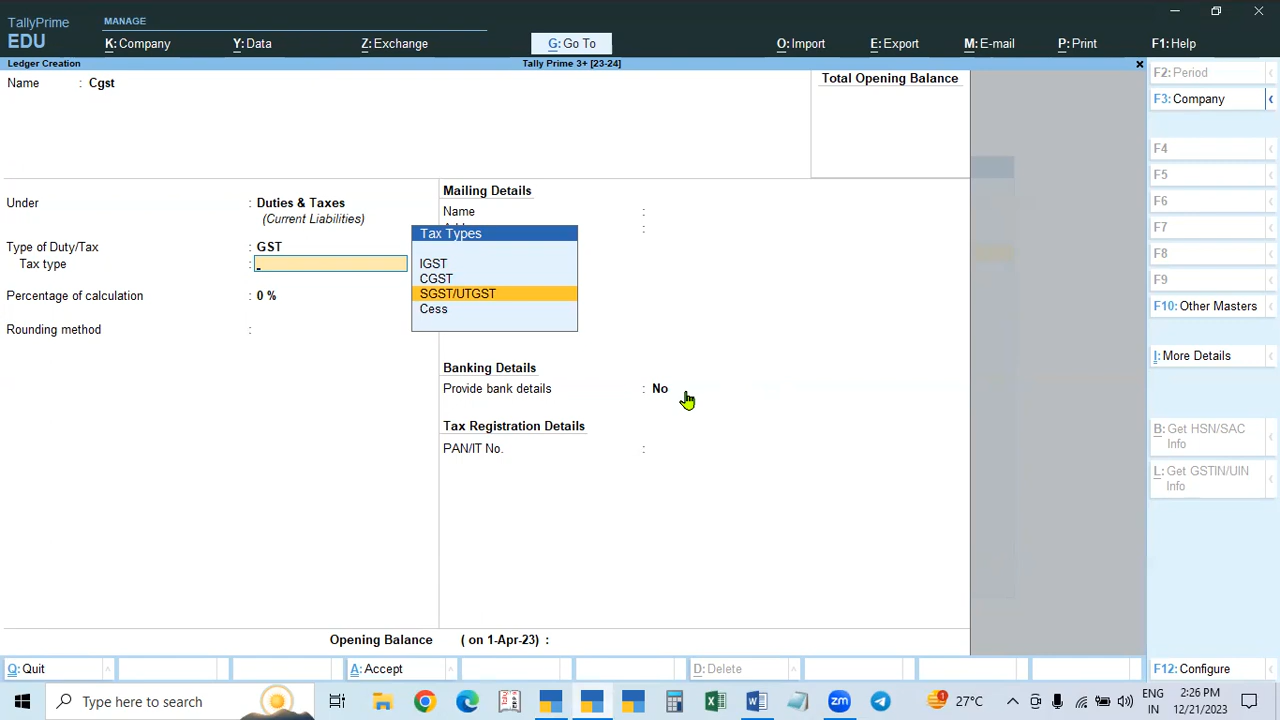 TallyPrime
EDU
MANAGE
K: Company
Y: Data
Z: Exchange
G: Go To
O: Import
E: Export
M: E-mail
P: Print
F1: Help
Ledger Creation
Tally Prime 3+ [23-24]
Name : Cgst
Total Opening Balance
Under : Duties & Taxes
(Current Liabilities)
Type of Duty/Tax : GST
Tax type :
Percentage of calculation : 0 %
Rounding method :
Tax Types
IGST
CGST
SGST/UTGST
Cess
Mailing Details
Name :
:
Banking Details
Provide bank details : No
Tax Registration Details
PAN/IT No. :
Opening Balance ( on 1-Apr-23) :
F2: Period
F3: Company
F4
F5
F6
F7
F8
F9
F10: Other Masters
I: More Details
B: Get HSN/SAC
Info
L: Get GSTIN/UIN
Info
F12: Configure
Q: Quit
A: Accept
D: Delete
Type here to search
1
27°C
ENG
IN
2:26 PM
12/21/2023